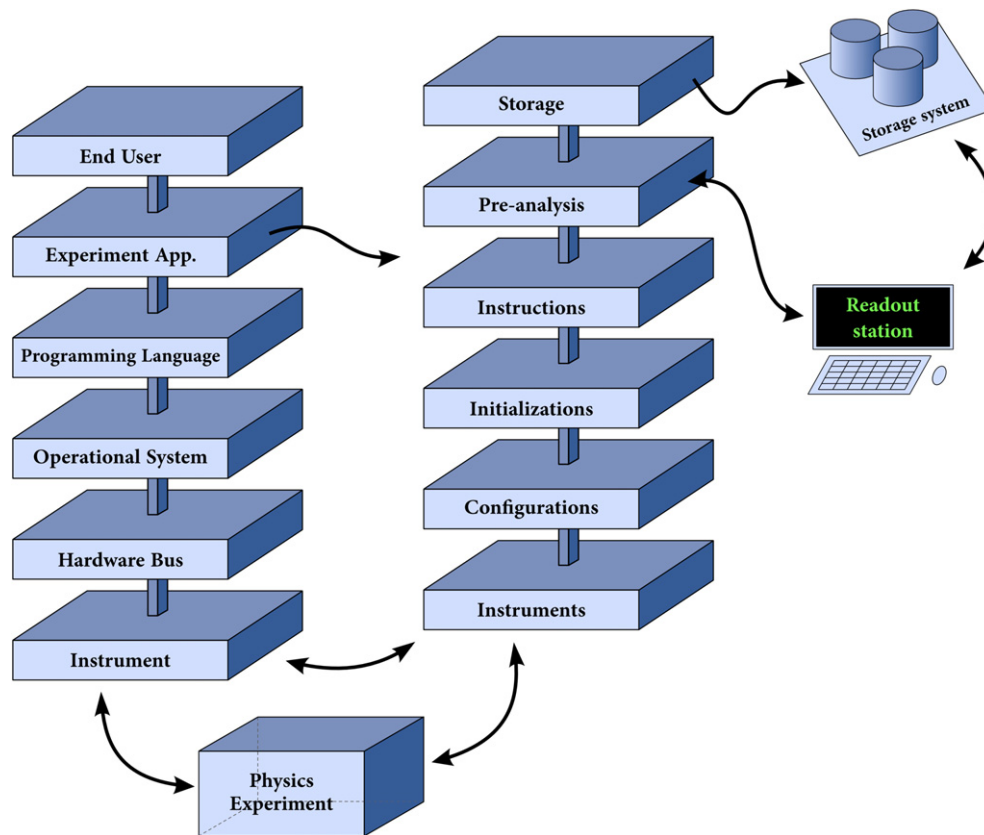 End User
Experiment App.
Programming Language
Operational System
Hardware Bus
Instrument
Storage
Pre-analysis
Instructions
Initializations
Configurations
Instruments
Storage system
Readout
station
Physics
Experiment